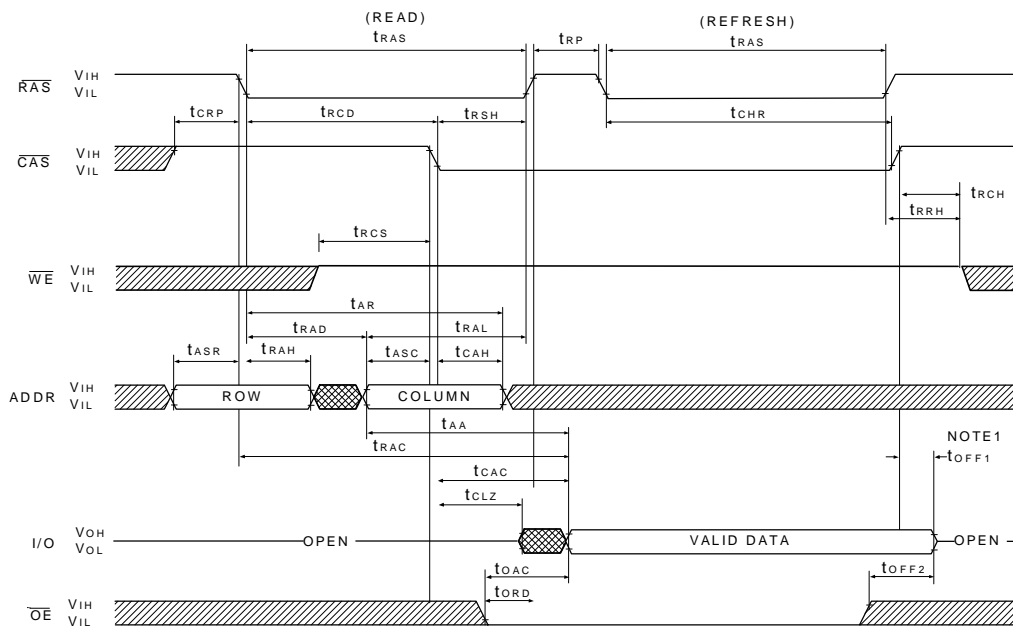 (READ) (REFRESH)
tRAS tRP tRAS
RAS VIH
VIL
tCRP tRCD tRSH tCHR
CAS VIH
VIL
tRCH
tRRH
tRCS
WE VIH
VIL
tAR
tRAD tRAL
tASR tRAH tASC tCAH
ADDR VIH
VIL
ROW COLUMN
tAA
NOTE1
tRAC
tOFF1
tCAC
tCLZ
I/O VOH
VOL
OPEN VALID DATA OPEN
tOAC tOFF2
tORD
OE VIH
VIL